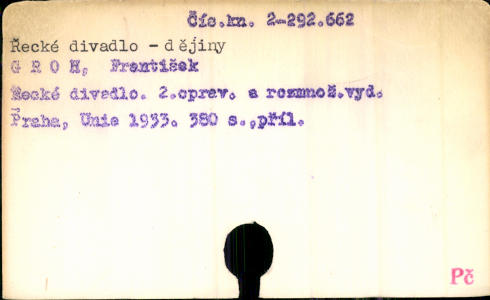 Čís.kn. 2-292.662
Řecké divadlo - dějiny
G R O H, František
Řecké divadlo. 2.oprav. a rozmnož.vyd.
Praha, Unie 1933. 380 s.,příl.
Pč